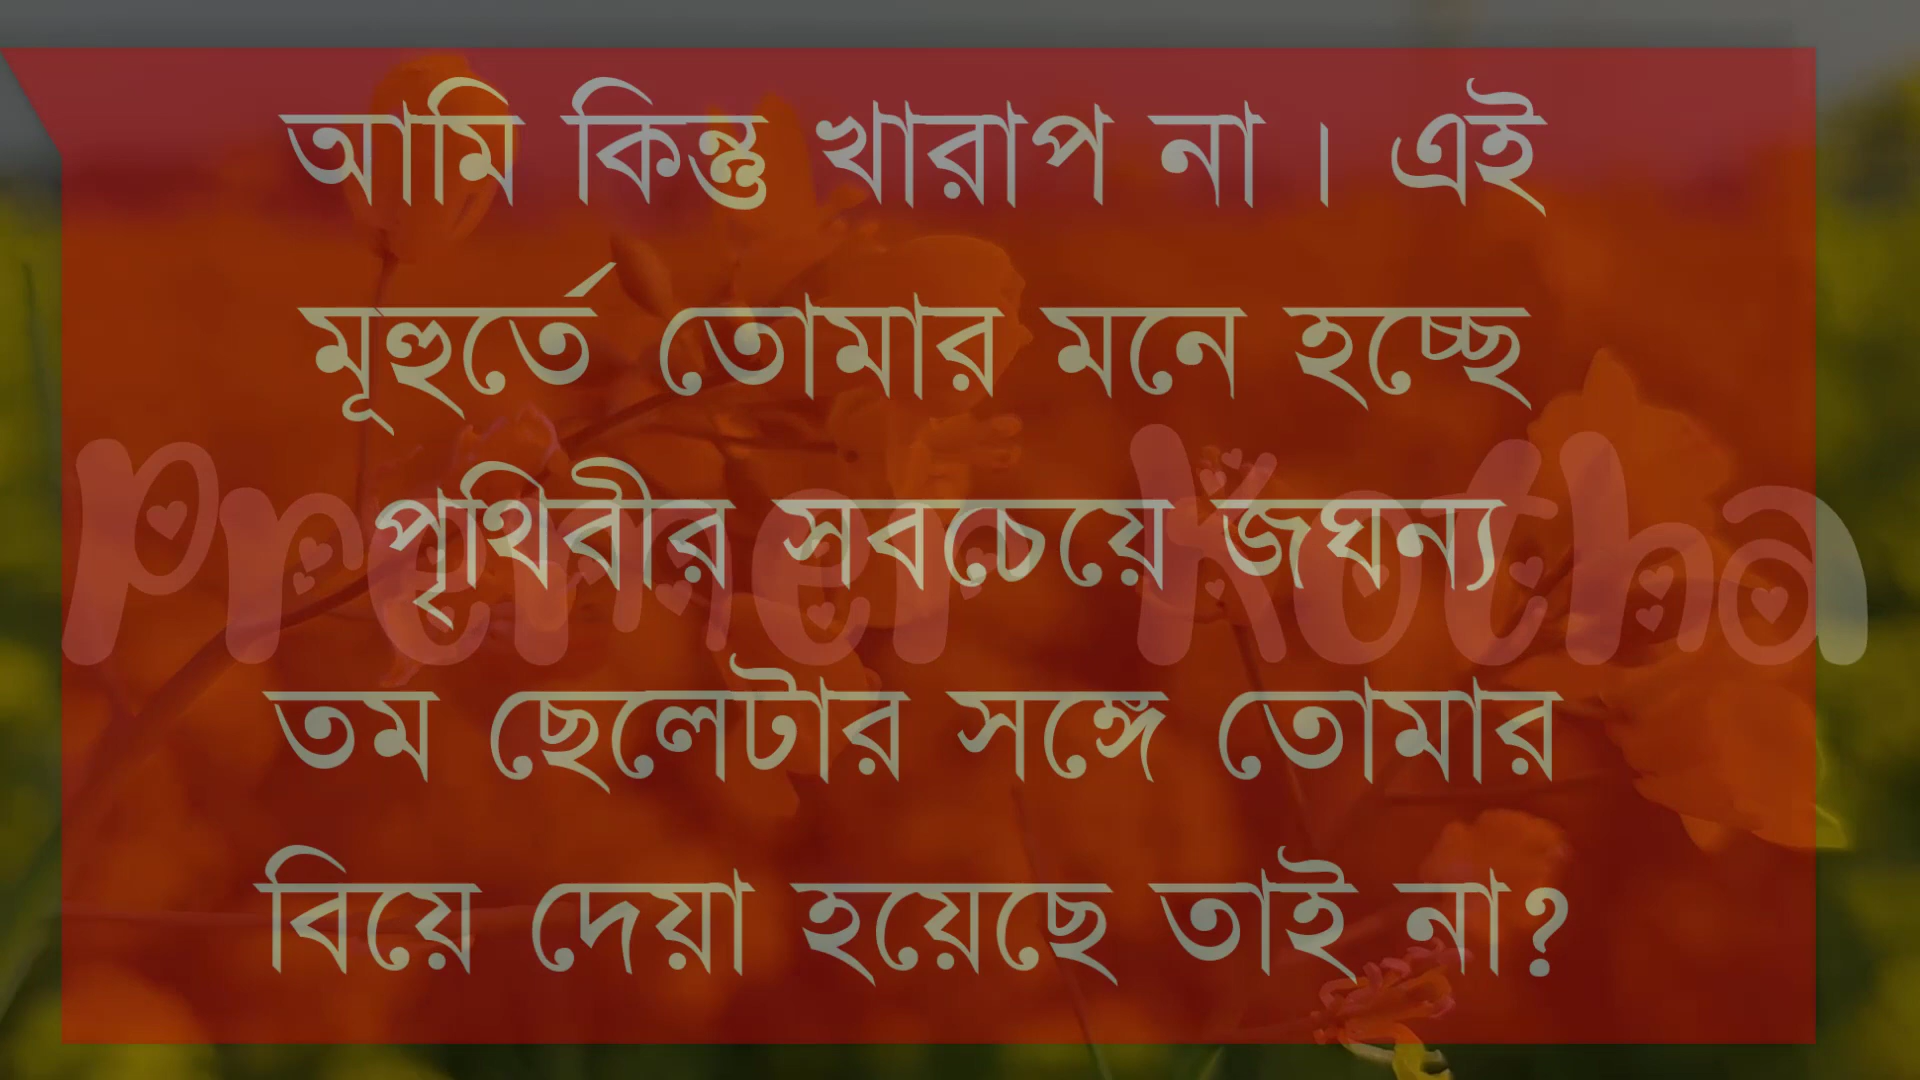 আমি কিন্তু খারাপ না। এই
মূহুর্তে তোমার মনে হচ্ছে
পৃথিবীর সবচেয়ে জঘন্য
Premer Kotha
তম ছেলেটার সঙ্গে তোমার
বিয়ে দেয়া হয়েছে তাই না?